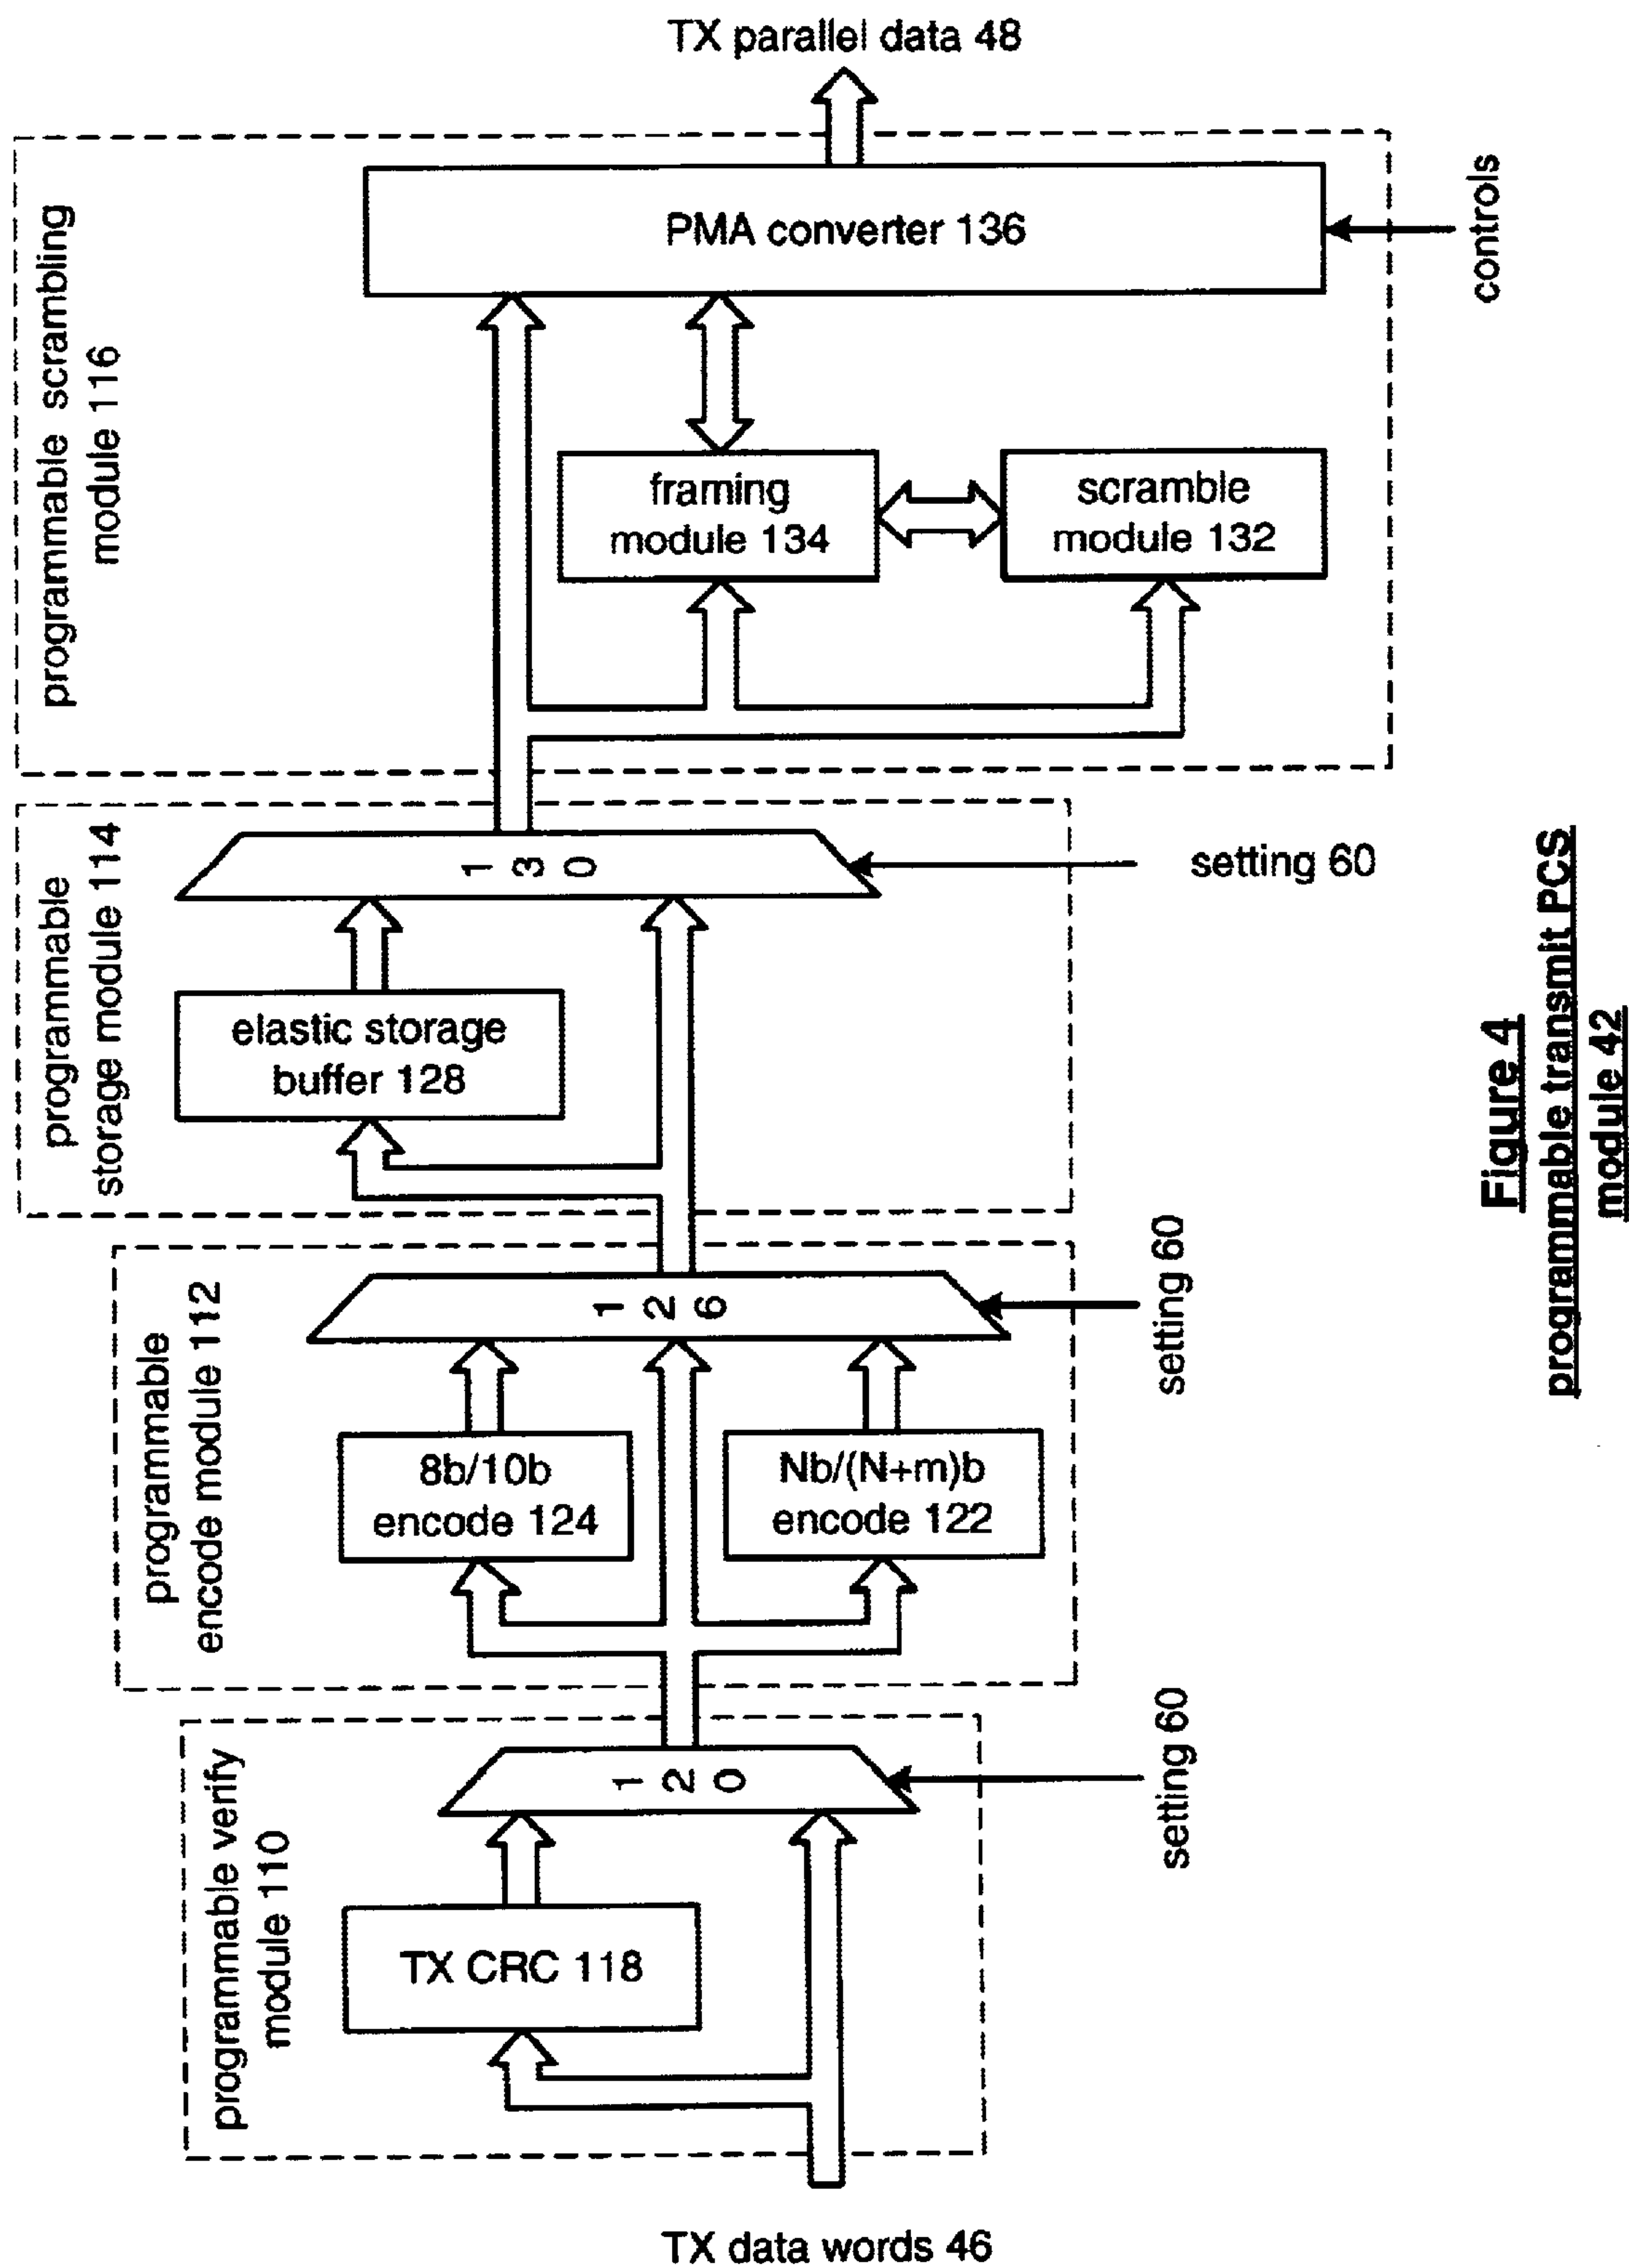 TX parallel data 48
programmable scrambling
module 116
PMA converter 136
controls
framing
module 134
scramble
module 132
programmable
storage module 114
130
setting 60
elastic storage
buffer 128
programmable
encode module 112
126
setting 60
8b/10b
encode 124
Nb/(N+m)b
encode 122
programmable verify
module 110
120
setting 60
TX CRC 118
TX data words 46
Figure 4
programmable transmit PCS
module 42